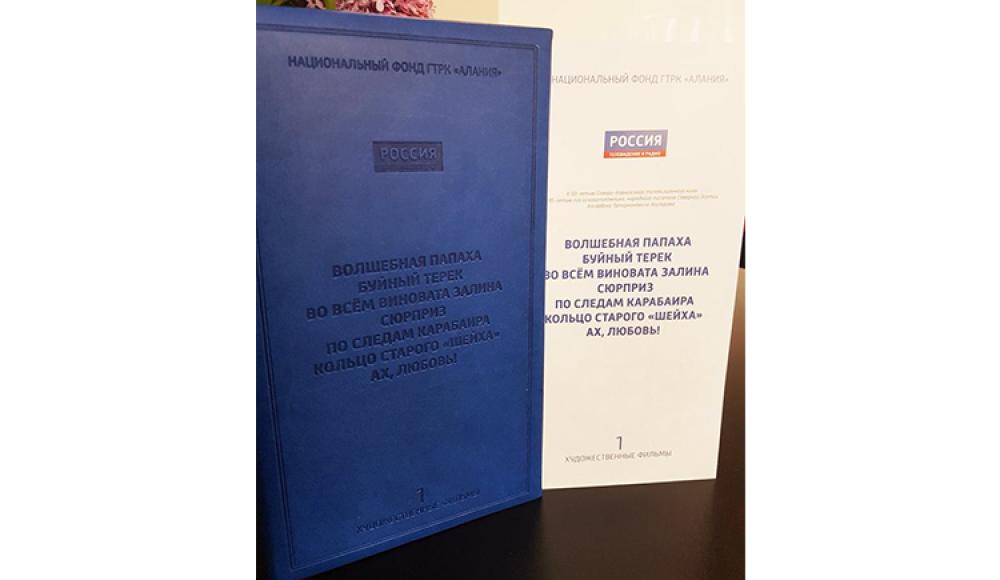 НАЦИОНАЛЬНЫЙ ФОНД ГТРК «АЛАНИЯ»
РОССИЯ
ВОЛШЕБНАЯ ПАПАХА
БУЙНЫЙ ТЕРЕК
ВО ВСЁМ ВИНОВАТА ЗАЛИНА
СЮРПРИЗ
ПО СЛЕДАМ КАРАБАИРА
КОЛЬЦО СТАРОГО «ШЕЙХА»
АХ, ЛЮБОВЬ!
1
ХУДОЖЕСТВЕННЫЕ ФИЛЬМЫ
НАЦИОНАЛЬНЫЙ ФОНД ГТРК «АЛАНИЯ»
РОССИЯ
ТЕЛЕВИДЕНИЕ И РАДИО
ВОЛШЕБНАЯ ПАПАХА
БУЙНЫЙ ТЕРЕК
ВО ВСЁМ ВИНОВАТА ЗАЛИНА
СЮРПРИЗ
ПО СЛЕДАМ КАРАБАИРА
КОЛЬЦО СТАРОГО «ШЕЙХА»
АХ, ЛЮБОВЬ!
1
ХУДОЖЕСТВЕННЫЕ ФИЛЬМЫ